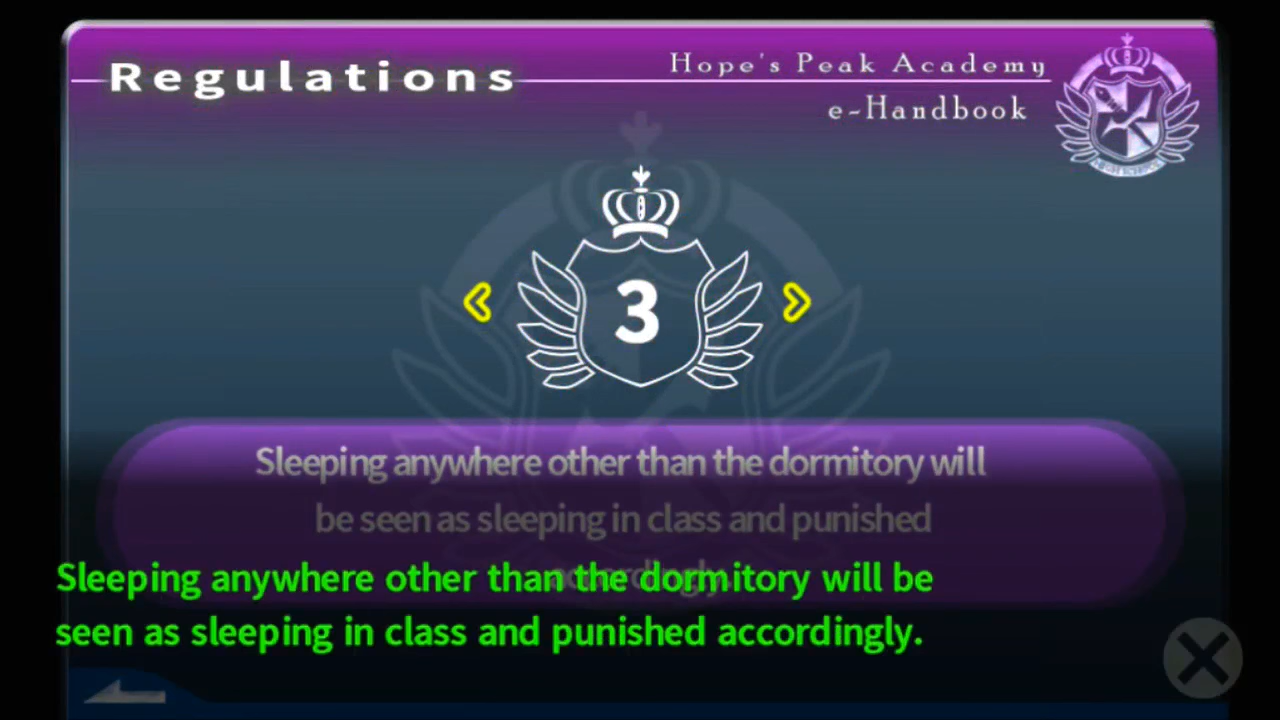 Regulations
Hope's Peak Academy
e-Handbook
3
Sleeping anywhere other than the dormitory will
be seen as sleeping in class and punished
accordingly.
Sleeping anywhere other than the dormitory will be
seen as sleeping in class and punished accordingly.